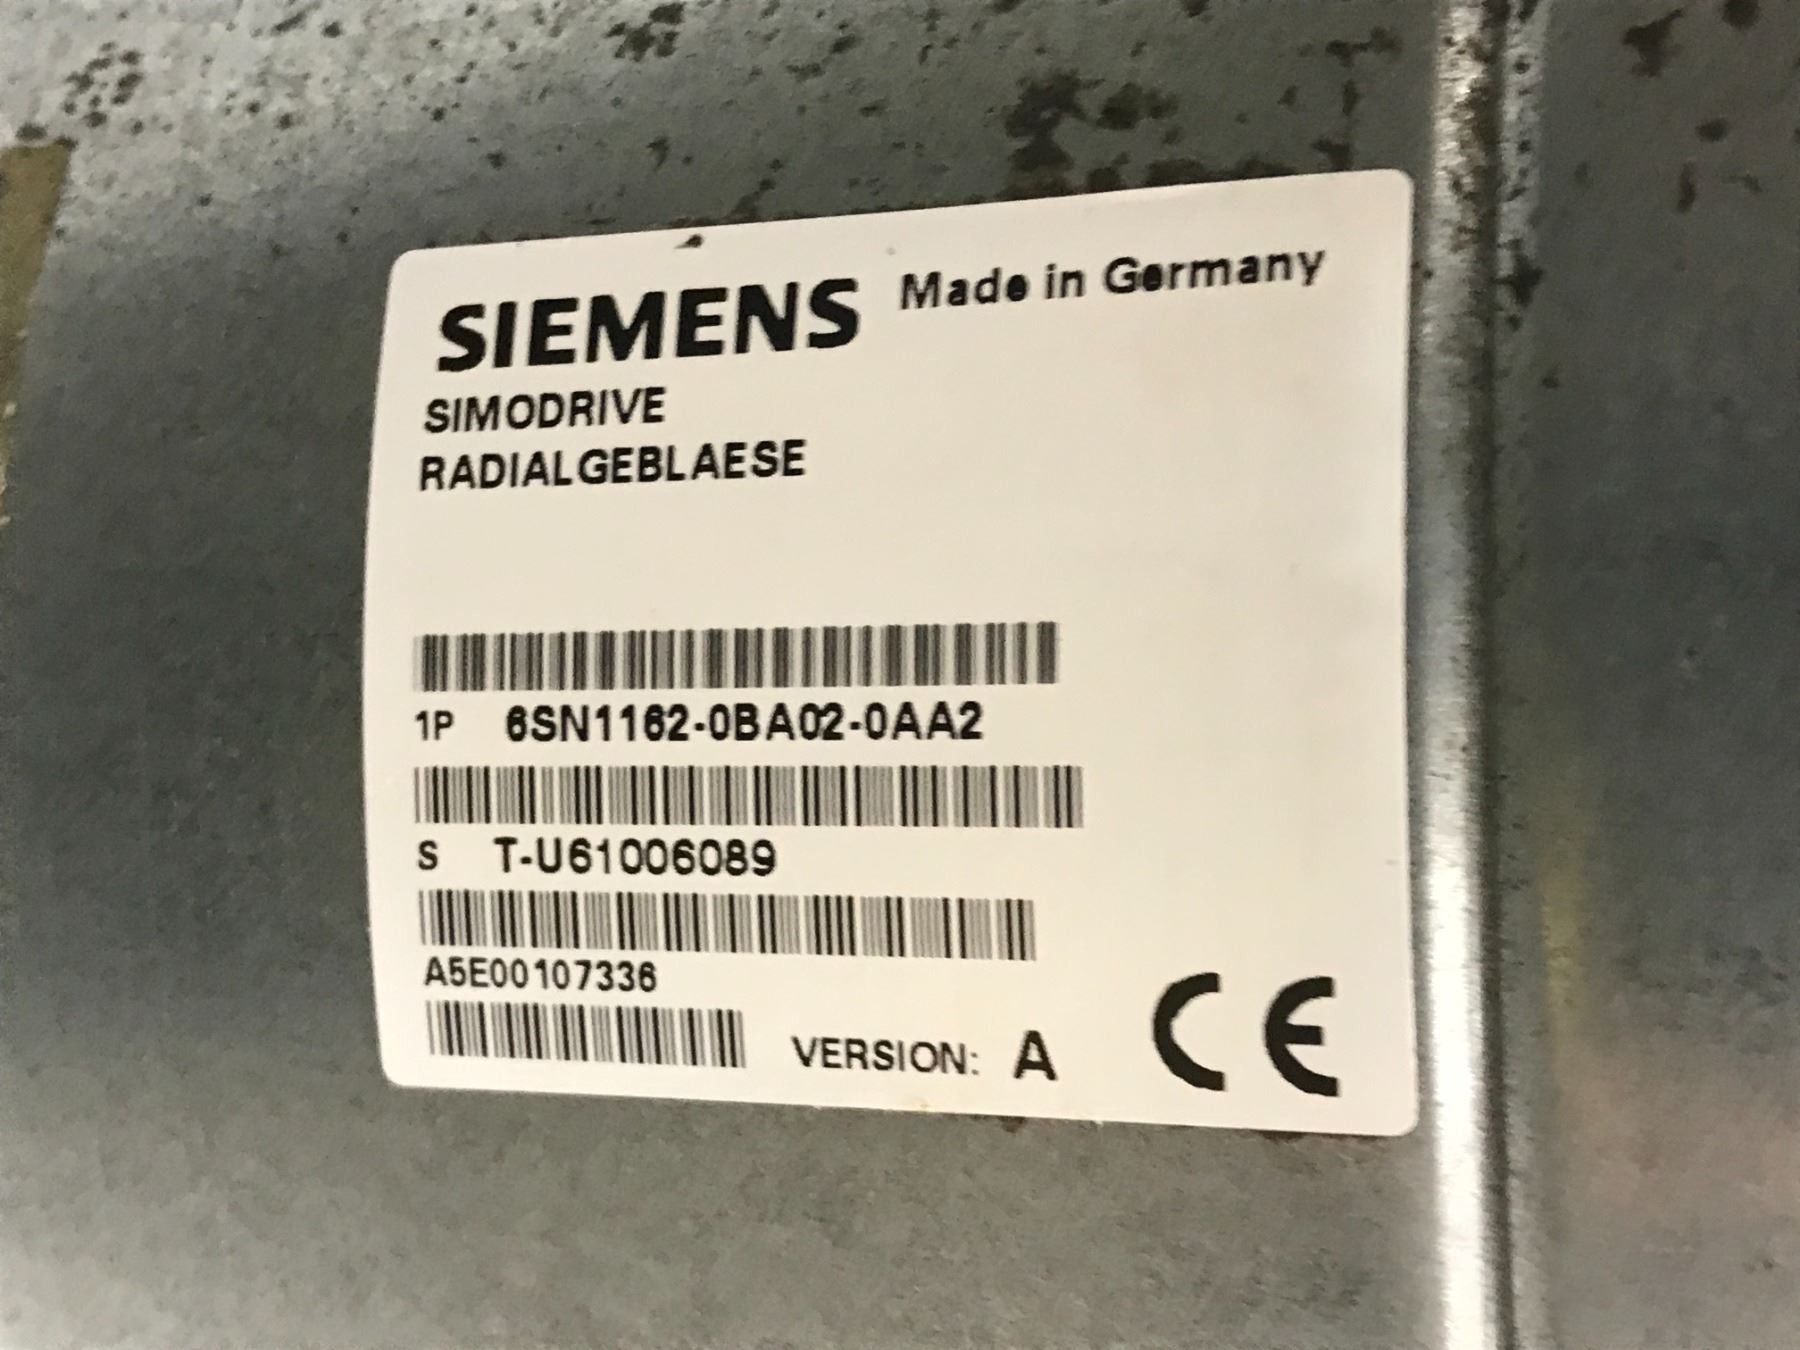 SIEMENS Made in Germany
SIMODRIVE
RADIALGEBLAESE
1P 6SN1162-0BA02-0AA2
S T-U61006089
A5E00107336
VERSION: A CE